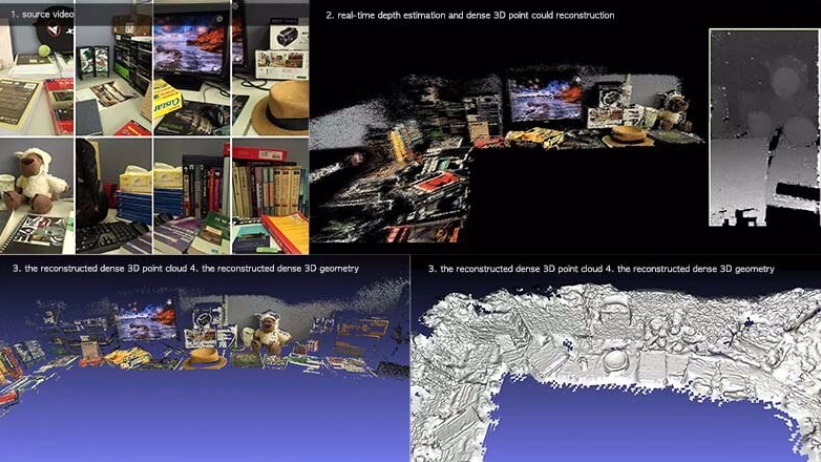 1. source video
2. real-time depth estimation and dense 3D point could reconstruction
3. the reconstructed dense 3D point cloud 4. the reconstructed dense 3D geometry
3. the reconstructed dense 3D point cloud 4. the reconstructed dense 3D geometry